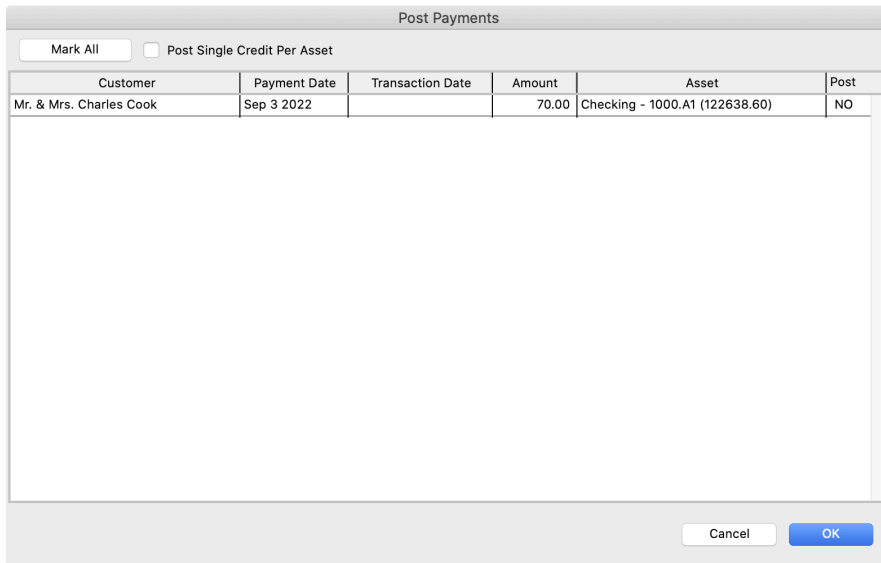 Post Payments
Mark All Post Single Credit Per Asset
Customer Payment Date Transaction Date Amount Asset Post
Mr. & Mrs. Charles Cook Sep 3 2022 70.00 Checking - 1000.A1 (122638.60) NO
Cancel OK